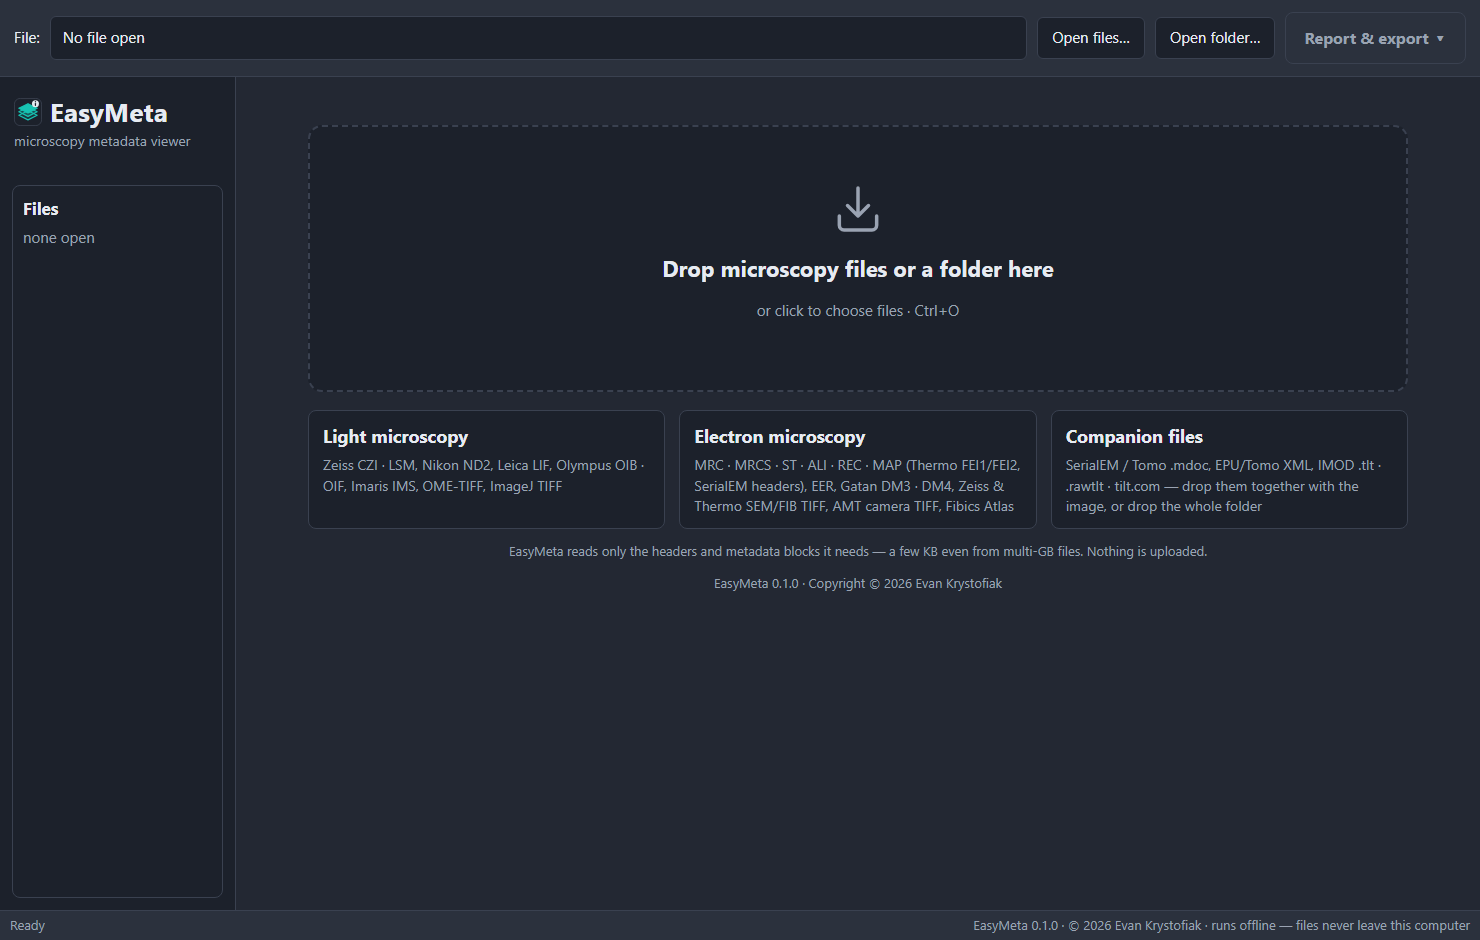 File:
No file open
Open files...
Open folder...
Report & export ▾
EasyMeta
microscopy metadata viewer
Files
none open
Drop microscopy files or a folder here
or click to choose files · Ctrl+O
Light microscopy
Zeiss CZI · LSM, Nikon ND2, Leica LIF, Olympus OIB ·
OIF, Imaris IMS, OME-TIFF, ImageJ TIFF
Electron microscopy
MRC · MRCS · ST · ALI · REC · MAP (Thermo FEI1/FEI2,
SerialEM headers), EER, Gatan DM3 · DM4, Zeiss &
Thermo SEM/FIB TIFF, AMT camera TIFF, Fibics Atlas
Companion files
SerialEM / Tomo .mdoc, EPU/Tomo XML, IMOD .tlt ·
.rawtlt · tilt.com — drop them together with the
image, or drop the whole folder
EasyMeta reads only the headers and metadata blocks it needs — a few KB even from multi-GB files. Nothing is uploaded.
EasyMeta 0.1.0 · Copyright © 2026 Evan Krystofiak
Ready
EasyMeta 0.1.0 · © 2026 Evan Krystofiak · runs offline — files never leave this computer